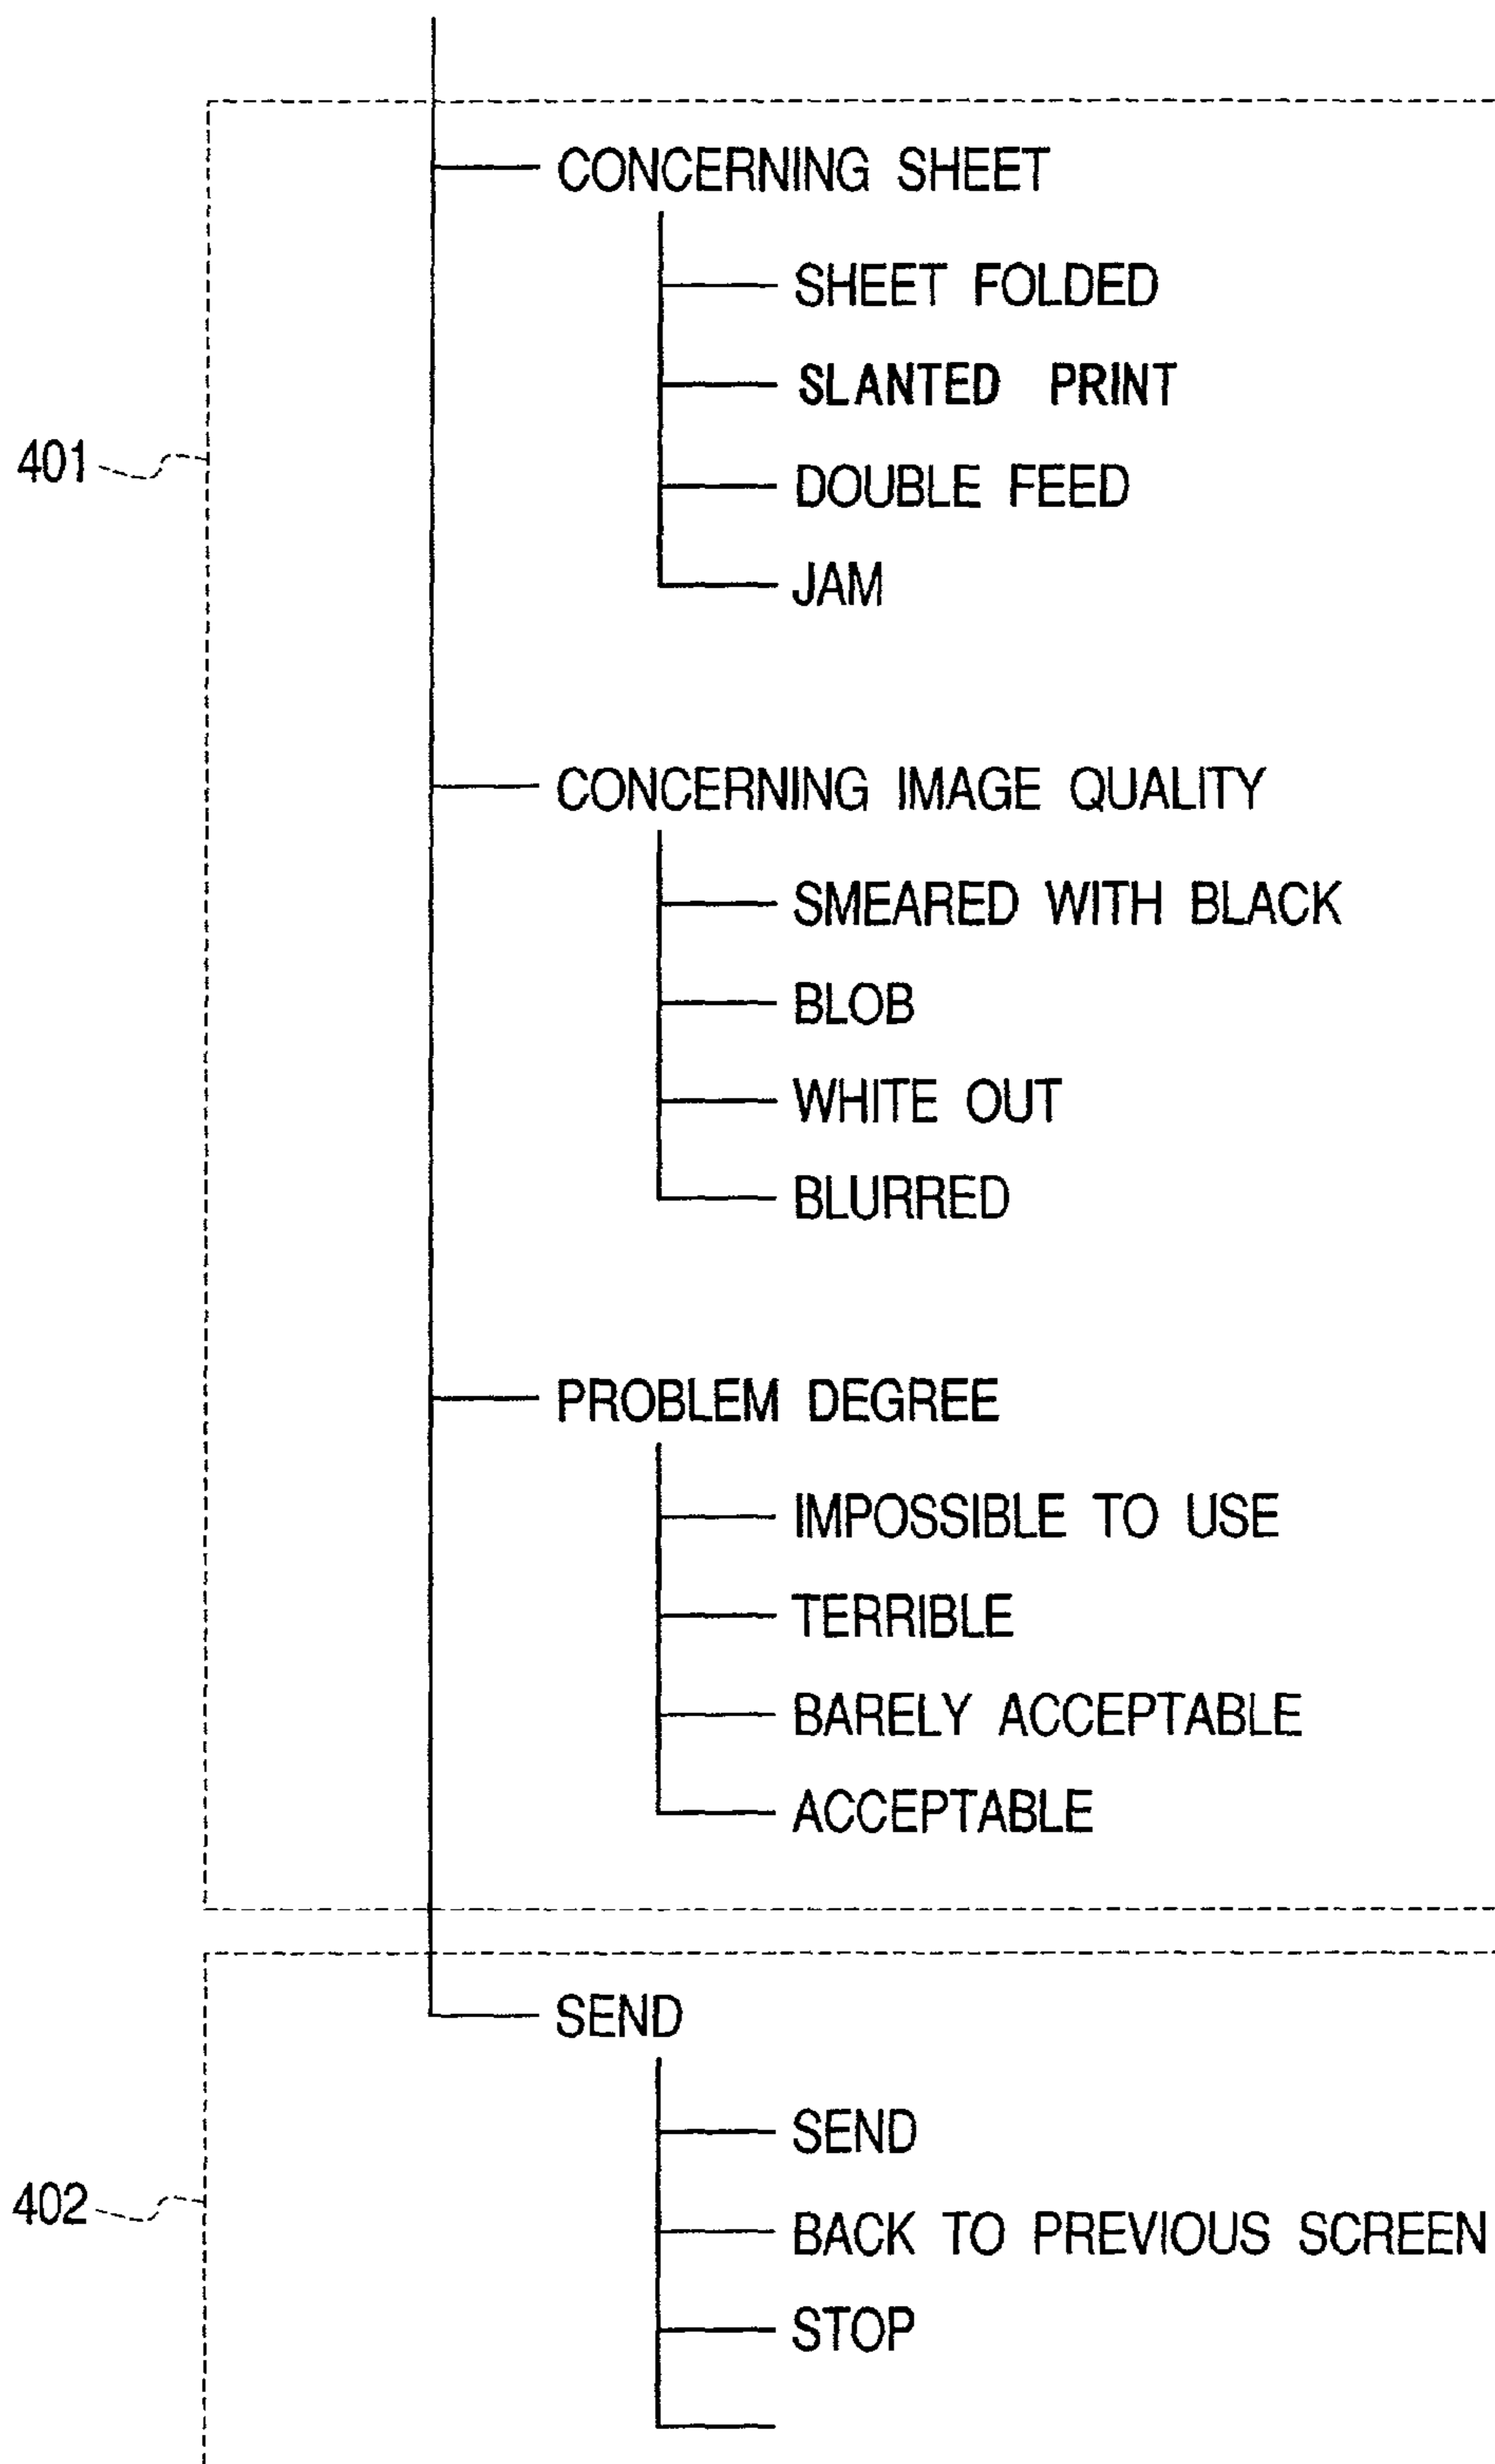 CONCERNING SHEET
SHEET FOLDED
SLANTED PRINT
401
DOUBLE FEED
JAM
CONCERNING IMAGE QUALITY
SMEARED WITH BLACK
BLOB
WHITE OUT
BLURRED
PROBLEM DEGREE
IMPOSSIBLE TO USE
TERRIBLE
BARELY ACCEPTABLE
ACCEPTABLE
SEND
SEND
402
BACK TO PREVIOUS SCREEN
STOP